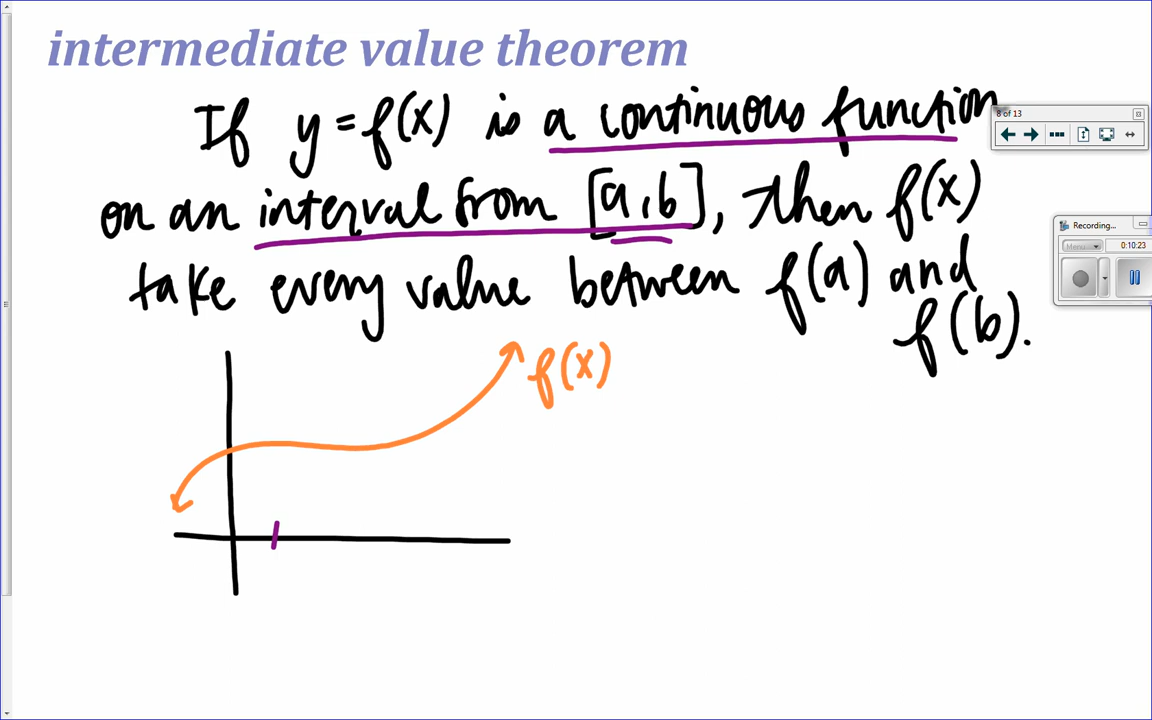 intermediate value theorem
If y = f(x) is a continuous function
8 of 13
on an interval from [a,b], then f(x)
Recording...
Menu
0:10:23
take every value between f(a) and
f(b).
f(x)